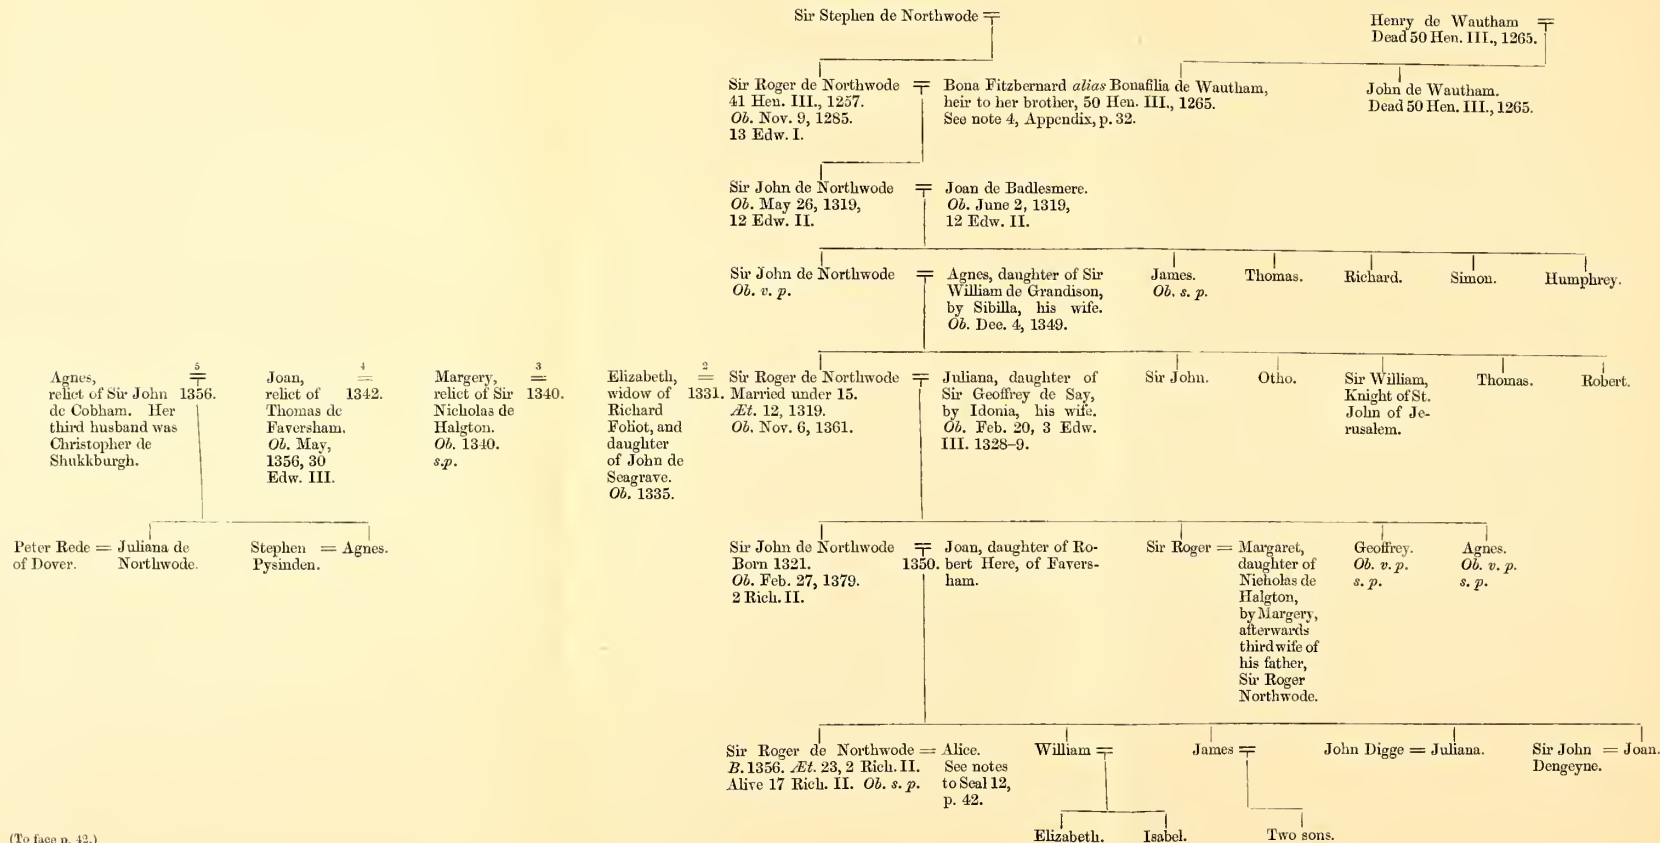 Sir Stephen de Northwode
Henry de Wautham
Dead 50 Hen. III., 1265.
Sir Roger de Northwode
41 Hen. III., 1257.
Ob. Nov. 9, 1285.
13 Edw. I.
Bona Fitzbernard alias Bonafilia de Wautham,
heir to her brother, 50 Hen. III., 1265.
See note 4, Appendix, p. 32.
John de Wautham.
Dead 50 Hen. III., 1265.
Sir John de Northwode
Ob. May 26, 1319,
12 Edw. II.
Joan de Badlesmere.
Ob. June 2, 1319,
12 Edw. II.
Sir John de Northwode
Ob. v. p.
Agnes, daughter of Sir
William de Grandison,
by Sibilla, his wife.
Ob. Dec. 4, 1349.
James.
Ob. s. p.
Thomas.
Richard.
Simon.
Humphrey.
Agnes,
relict of Sir John
de Cobham. Her
third husband was
Christopher de
Shukkburgh.
5
=
1356.
Joan,
relict of
Thomas de
Faversham.
Ob. May,
1356, 30
Edw. III.
4
=
1342.
Margery,
relict of Sir
Nicholas de
Halgton.
Ob. 1340.
s.p.
3
=
1340.
Elizabeth,
widow of
Richard
Foliot, and
daughter
of John de
Seagrave.
Ob. 1335.
2
=
1331.
Sir Roger de Northwode
Married under 15.
Æt. 12, 1319.
Ob. Nov. 6, 1361.
Juliana, daughter of
Sir Geoffrey de Say,
by Idonia, his wife.
Ob. Feb. 20, 3 Edw.
III. 1328-9.
Sir John.
Otho.
Sir William,
Knight of St.
John of Je-
rusalem.
Thomas.
Robert.
Peter Rede = Juliana de
of Dover. Northwode.
Stephen = Agnes.
Pysinden.
Sir John de Northwode
Born 1321.
Ob. Feb. 27, 1379.
2 Rich. II.
1350.
Joan, daughter of Ro-
bert Here, of Favers-
ham.
Sir Roger = Margaret,
daughter of
Nicholas de
Halgton,
by Margery,
afterwards
third wife of
his father,
Sir Roger
Northwode.
Geoffrey.
Ob. v. p.
s. p.
Agnes.
Ob. v. p.
s. p.
Sir Roger de Northwode = Alice.
B. 1356. Æt. 23, 2 Rich. II.
Alive 17 Rich. II. Ob. s. p.
See notes
to Seal 12,
p. 42.
William
James
John Digge = Juliana.
Sir John = Joan.
Dengeyne.
Elizabeth.
Isabel.
Two sons.
(To face p. 42.)